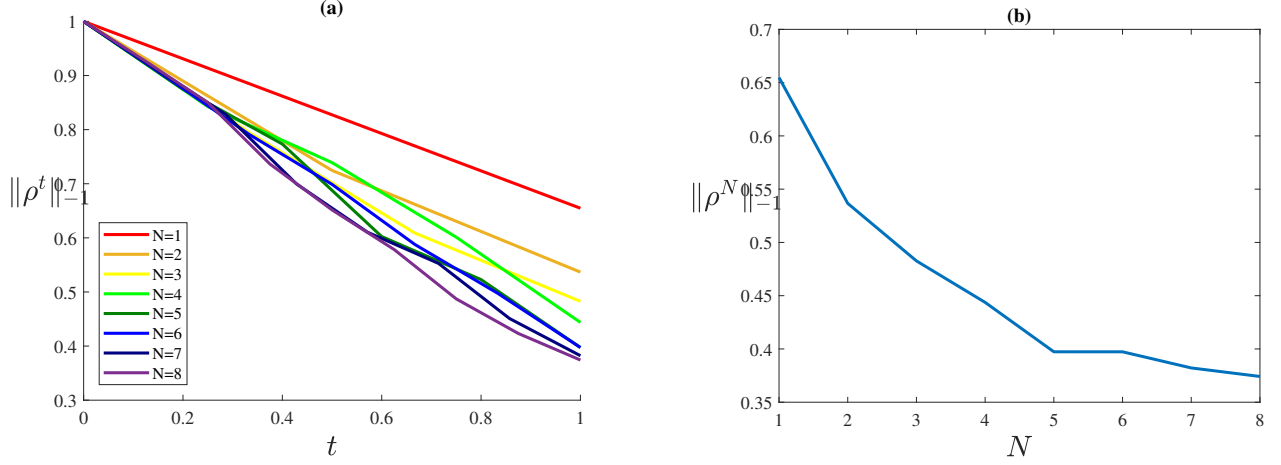 (a)
1
0.9
0.8
0.7
0.6
0.5
0.4
0.3
‖ρ^t‖_{-1}
N=1
N=2
N=3
N=4
N=5
N=6
N=7
N=8
0 0.2 0.4 0.6 0.8 1
t
(b)
0.7
0.65
0.6
0.55
0.5
0.45
0.4
0.35
‖ρ^N‖_{-1}
1 2 3 4 5 6 7 8
N